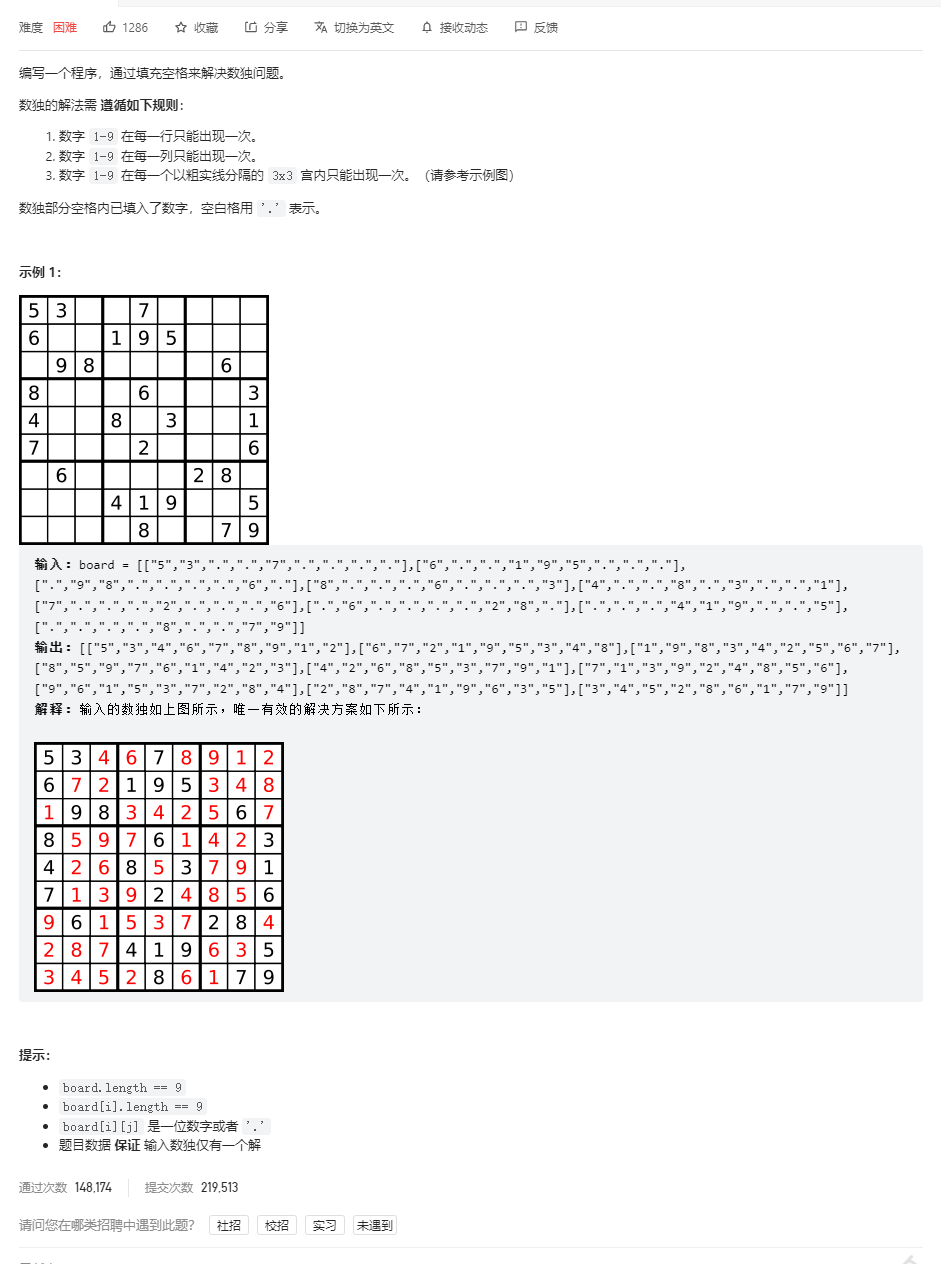 难度 困难 1286 收藏 分享 切换为英文 接收动态 反馈
编写一个程序，通过填充空格来解决数独问题。
数独的解法需 遵循如下规则：
1. 数字 1-9 在每一行只能出现一次。
2. 数字 1-9 在每一列只能出现一次。
3. 数字 1-9 在每一个以粗实线分隔的 3x3 宫内只能出现一次。（请参考示例图）
数独部分空格内已填入了数字，空白格用 '.' 表示。
示例 1：
5 3 7
6 1 9 5
9 8 6
8 6 3
4 8 3 1
7 2 6
6 2 8
4 1 9 5
8 7 9
输入：board = [["5","3",".",".","7",".",".",".","."],["6",".",".","1","9","5",".",".","."],
[".","9","8",".",".",".",".","6","."],["8",".",".",".","6",".",".",".","3"],["4",".",".","8",".","3",".",".","1"],
["7",".",".",".","2",".",".",".","6"],[".","6",".",".",".",".","2","8","."],[".",".",".","4","1","9",".",".","5"],
[".",".",".",".","8",".",".","7","9"]]
输出：[["5","3","4","6","7","8","9","1","2"],["6","7","2","1","9","5","3","4","8"],["1","9","8","3","4","2","5","6","7"],
["8","5","9","7","6","1","4","2","3"],["4","2","6","8","5","3","7","9","1"],["7","1","3","9","2","4","8","5","6"],
["9","6","1","5","3","7","2","8","4"],["2","8","7","4","1","9","6","3","5"],["3","4","5","2","8","6","1","7","9"]]
解释：输入的数独如上图所示，唯一有效的解决方案如下所示：
5 3 4 6 7 8 9 1 2
6 7 2 1 9 5 3 4 8
1 9 8 3 4 2 5 6 7
8 5 9 7 6 1 4 2 3
4 2 6 8 5 3 7 9 1
7 1 3 9 2 4 8 5 6
9 6 1 5 3 7 2 8 4
2 8 7 4 1 9 6 3 5
3 4 5 2 8 6 1 7 9
提示：
board.length == 9
board[i].length == 9
board[i][j] 是一位数字或者 '.'
题目数据 保证 输入数独仅有一个解
通过次数 148,174 提交次数 219,513
请问您在哪类招聘中遇到此题？ 社招 校招 实习 未遇到